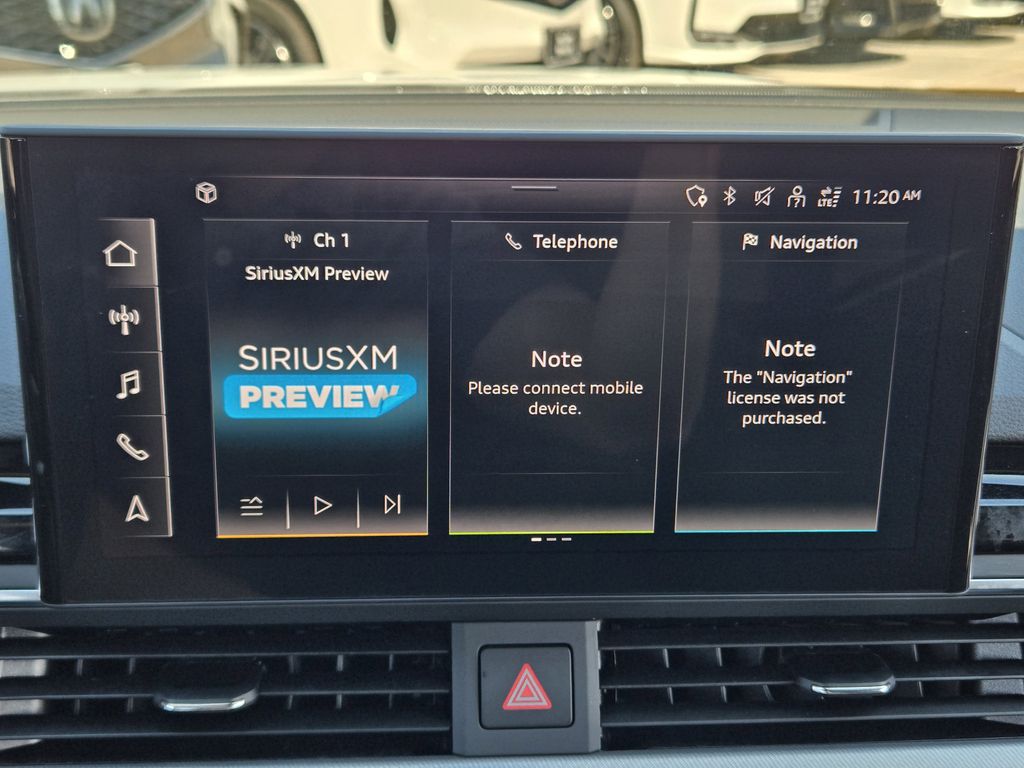 LTE
11:20 AM
Ch 1
SiriusXM Preview
SIRIUSXM
PREVIEW
Telephone
Note
Please connect mobile
device.
Navigation
Note
The "Navigation"
license was not
purchased.